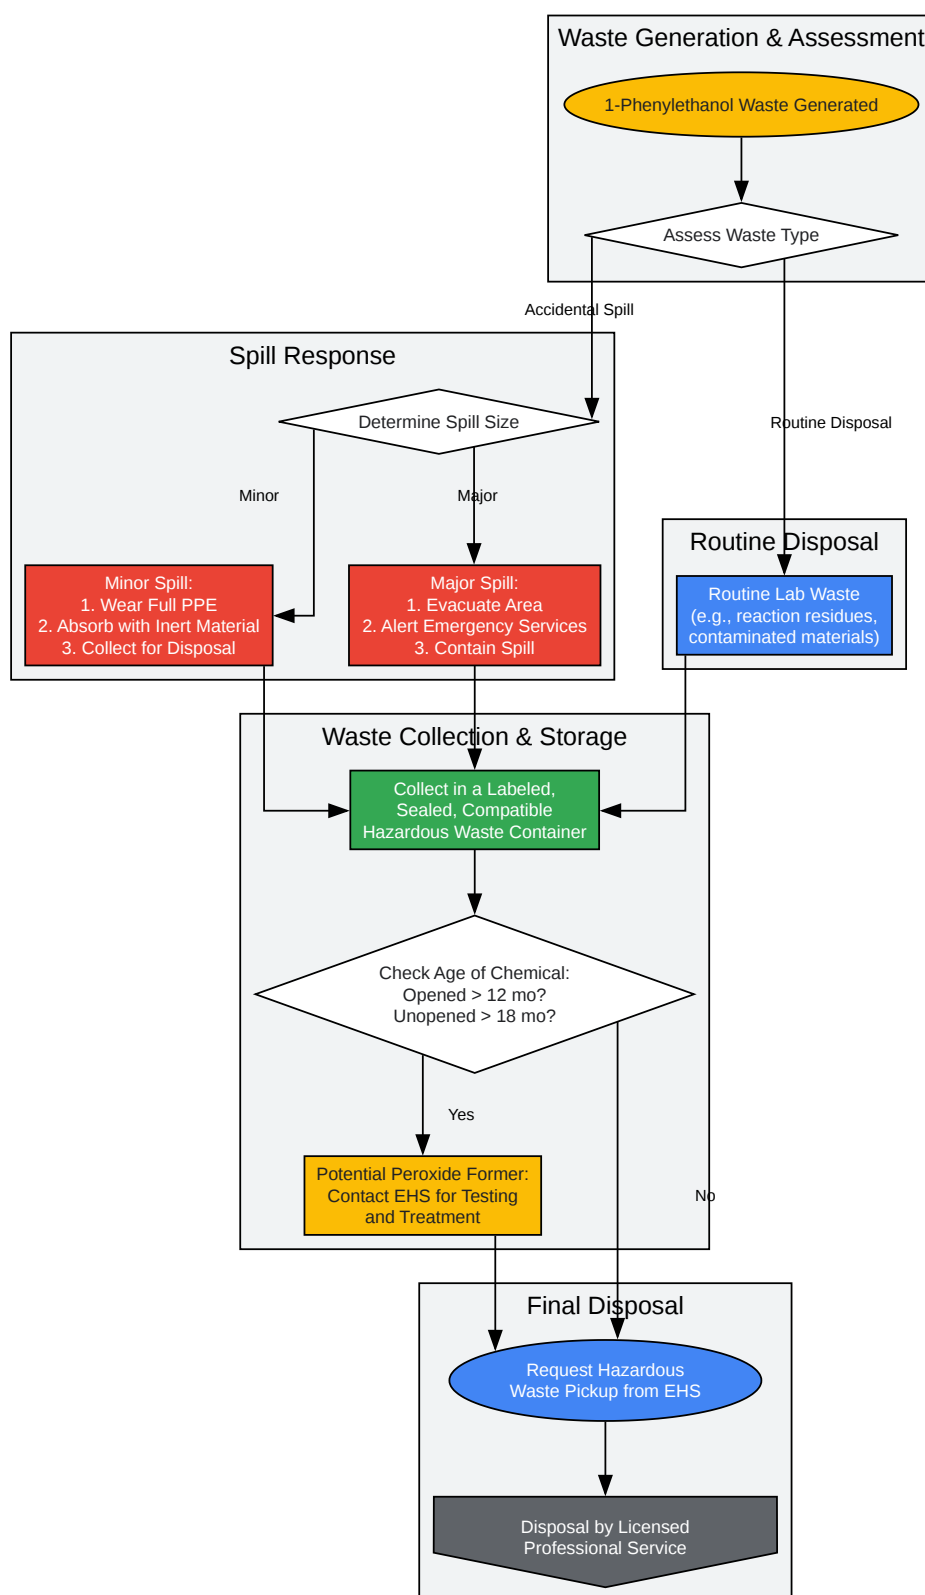 Waste Generation & Assessment
1-Phenylethanol Waste Generated
Assess Waste Type
Accidental Spill
Spill Response
Determine Spill Size
Routine Disposal
Minor
Major
Routine Disposal
Minor Spill:
1. Wear Full PPE
2. Absorb with Inert Material
3. Collect for Disposal
Major Spill:
1. Evacuate Area
2. Alert Emergency Services
3. Contain Spill
Routine Lab Waste
(e.g., reaction residues,
contaminated materials)
Waste Collection & Storage
Collect in a Labeled,
Sealed, Compatible
Hazardous Waste Container
Check Age of Chemical:
Opened > 12 mo?
Unopened > 18 mo?
Yes
Potential Peroxide Former:
Contact EHS for Testing
and Treatment
No
Final Disposal
Request Hazardous
Waste Pickup from EHS
Disposal by Licensed
Professional Service